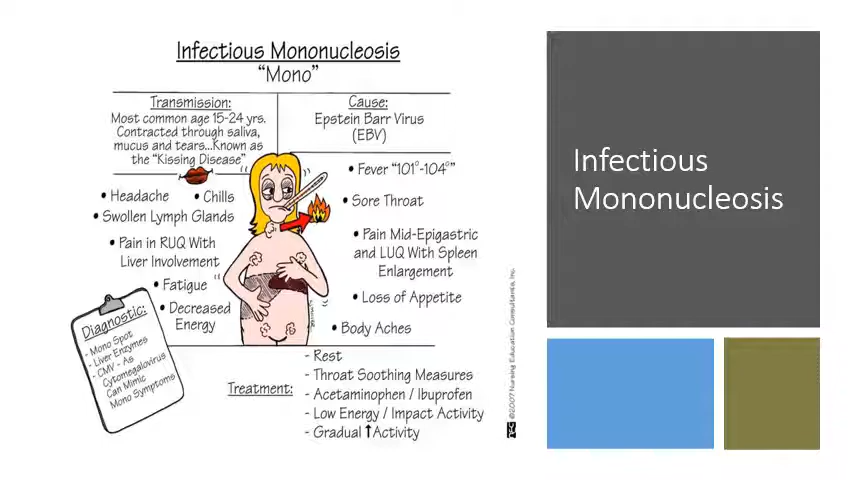 Infectious Mononucleosis
"Mono"
Transmission:
Most common age 15-24 yrs.
Contracted through saliva,
mucus and tears...Known as
the "Kissing Disease"
Cause:
Epstein Barr Virus
(EBV)
• Headache
• Chills
• Swollen Lymph Glands
• Pain in RUQ With
Liver Involvement
• Fatigue
• Decreased
Energy
• Fever "101°-104°"
• Sore Throat
• Pain Mid-Epigastric
and LUQ With Spleen
Enlargement
• Loss of Appetite
• Body Aches
Diagnostic:
- Mono Spot
- Liver Enzymes
- CMV - As
Cytomegalovirus
Can Mimic
Mono Symptoms
Treatment:
- Rest
- Throat Soothing Measures
- Acetaminophen / Ibuprofen
- Low Energy / Impact Activity
- Gradual ↑Activity
©2007 Nursing Education Consultants, Inc.
Infectious
Mononucleosis